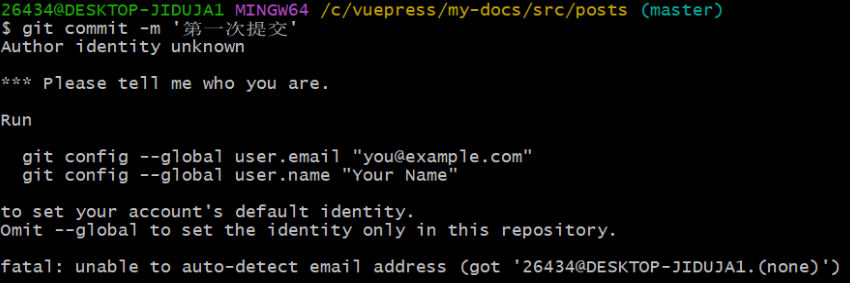 26434@DESKTOP-JIDUJA1 MINGW64 /c/vuepress/my-docs/src/posts (master)
$ git commit -m '第一次提交'
Author identity unknown
*** Please tell me who you are.
Run
git config --global user.email "you@example.com"
git config --global user.name "Your Name"
to set your account's default identity.
Omit --global to set the identity only in this repository.
fatal: unable to auto-detect email address (got '26434@DESKTOP-JIDUJA1.(none)')